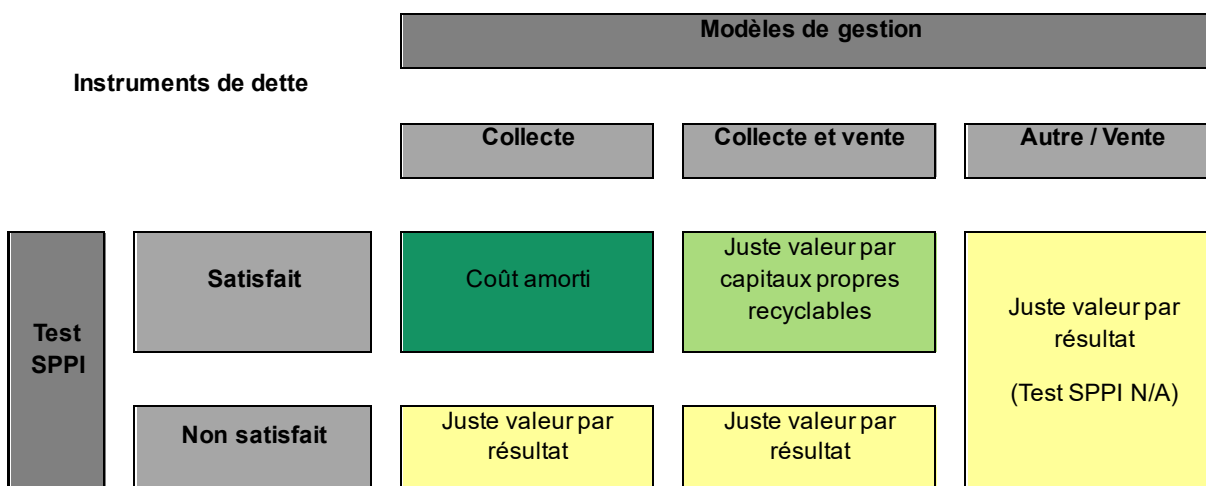 Modèles de gestion
Instruments de dette
Collecte
Collecte et vente
Autre / Vente
Test
SPPI
Satisfait
Coût amorti
Juste valeur par
capitaux propres
recyclables
Juste valeur par
résultat
(Test SPPI N/A)
Non satisfait
Juste valeur par
résultat
Juste valeur par
résultat